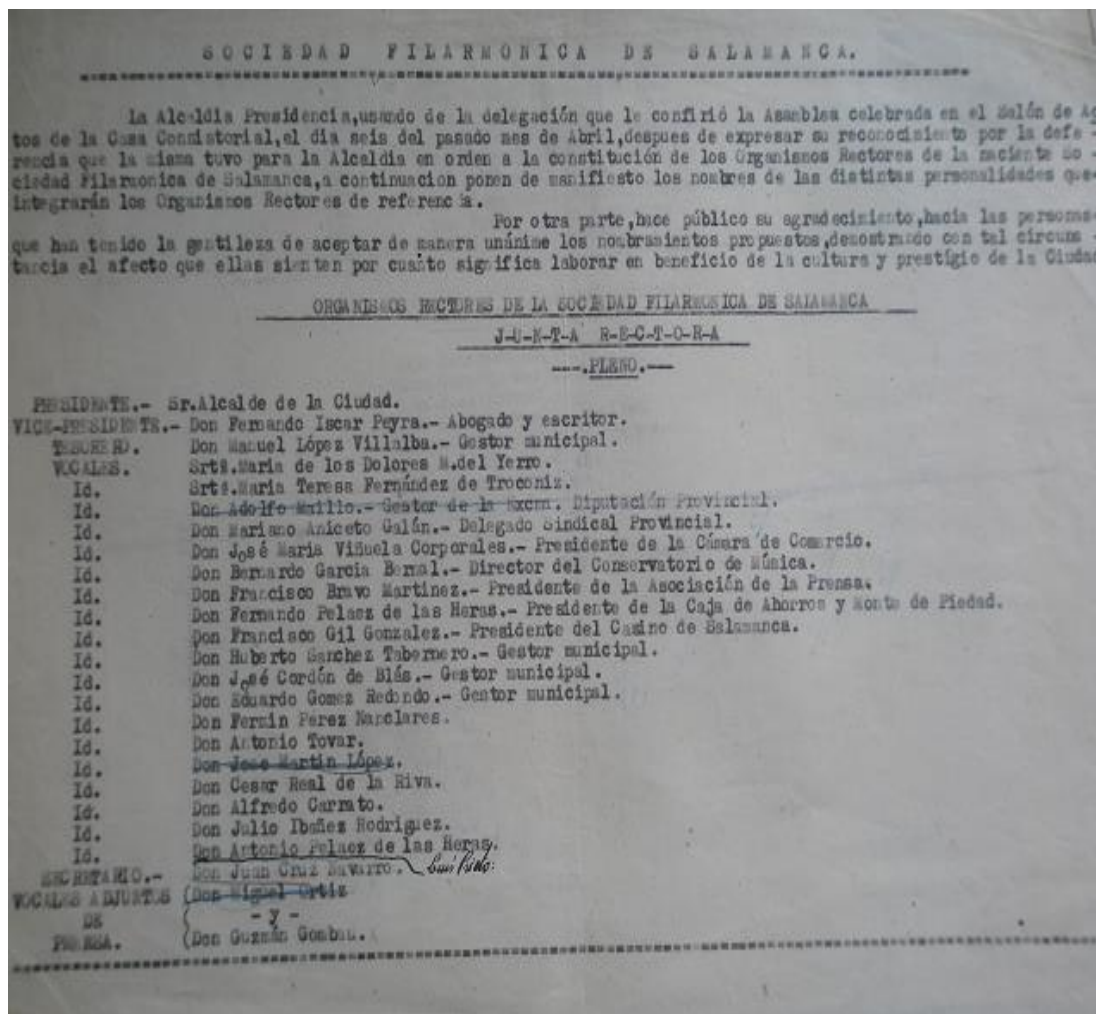 SOCIEDAD FILARMONICA DE SALAMANCA.
La Alcaldia Presidencia,usando de la delegación que le confirió la Asamblea celebrada en el Salón de Ac
tos de la Casa Consistorial,el dia seis del pasado mes de Abril,despues de expresar su reconocimiento por la defe -
rencia que la misma tuvo para la Alcaldia en orden a la constitución de los Organismos Rectores de la naciente So -
ciedad Filarmonica de Salamanca,a continuacion ponen de manifiesto los nombres de las distintas personalidades que-
integrarán los Organismos Rectores de referencia.
Por otra parte,hace público su agradecimiento,hacia las personas-
que han tenido la gentileza de aceptar de manera unánime los nombramientos propuestos,demostrando con tal circuns -
tancia el afecto que ellas sienten por cuánto significa laborar en beneficio de la cultura y prestigio de la Ciudad
ORGANISMOS RECTORES DE LA SOCIEDAD FILARMONICA DE SALAMANCA
J-U-N-T-A R-E-C-T-O-R-A
---.PLENO.---
PRESIDENTE.- Sr.Alcalde de la Ciudad.
VICE-PRESIDENTE.- Don Fernando Iscar Peyra.- Abogado y escritor.
TESORERO. Don Manuel López Villalba.- Gestor municipal.
VOCALES. Srtª.Maria de los Dolores M.del Yerro.
Id. Srtª.Maria Teresa Fernández de Troconiz.
Id. Don Adolfo Maillo.- Gestor de la Excma. Diputación Provincial.
Id. Don Mariano Aniceto Galán.- Delegado Sindical Provincial.
Id. Don José Maria Viñuela Corporales.- Presidente de la Cámara de Comercio.
Id. Don Bernardo García Bernal.- Director del Conservatorio de Música.
Id. Don Francisco Bravo Martinez.- Presidente de la Asociación de la Prensa.
Id. Don Fernando Pelaez de las Heras.- Presidente de la Caja de Ahorros y Monte de Piedad.
Id. Don Francisco Gil Gonzalez.- Presidente del Casino de Salamanca.
Id. Don Huberto Sanchez Tabernero.- Gestor municipal.
Id. Don José Cordón de Blás.- Gestor municipal.
Id. Don Eduardo Gomez Redondo.- Gestor municipal.
Id. Don Fermin Perez Nanclares.
Id. Don Antonio Tovar.
Id. Don Jose Martin López.
Id. Don Cesar Real de la Riva.
Id. Don Alfredo Carrato.
Id. Don Julio Ibañez Rodriguez.
Id. Don Antonio Pelaez de las Heras.
SECRETARIO.- Don Juan Cruz Navarro. Luis Prieto:
VOCALES ADJUNTOS (Don Miguel Ortiz
DE - y -
PRENSA. (Don Guzmán Gombau.